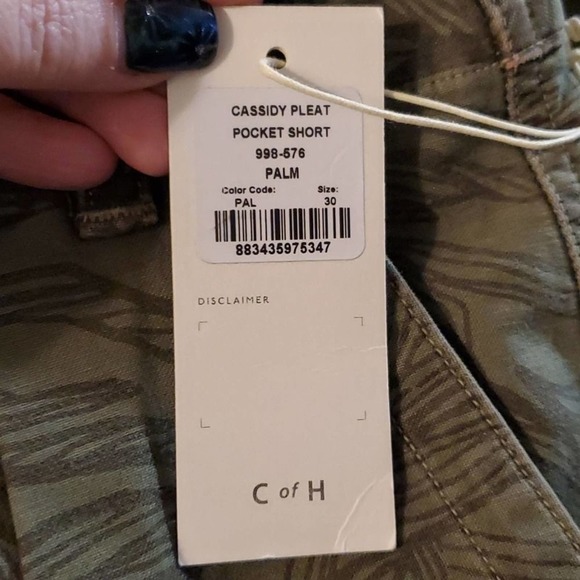 CASSIDY PLEAT
POCKET SHORT
998-576
PALM
Color Code: Size:
PAL 30
883435975347
DISCLAIMER
C of H